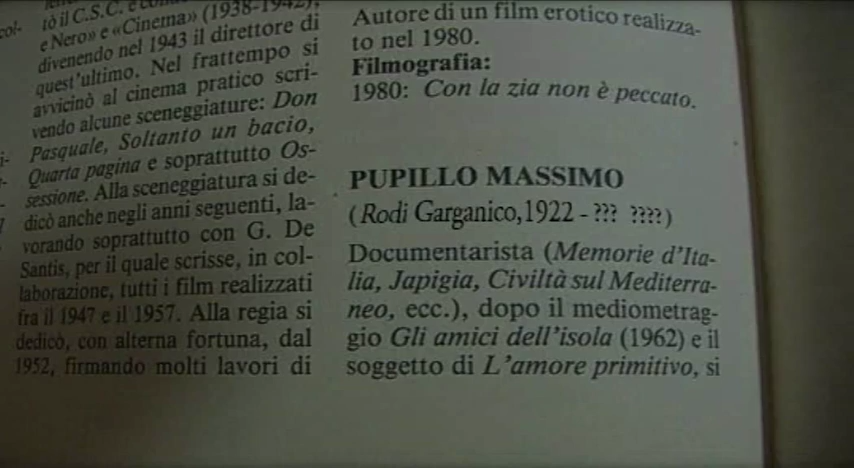 tò il C.S.C. e
e Nero» e «Cinema» (1938-1942),
divenendo nel 1943 il direttore di
quest'ultimo. Nel frattempo si
avvicinò al cinema pratico scri-
vendo alcune sceneggiature: Don
Pasquale, Soltanto un bacio,
Quarta pagina e soprattutto Os-
sessione. Alla sceneggiatura si de-
dicò anche negli anni seguenti, la-
vorando soprattutto con G. De
Santis, per il quale scrisse, in col-
laborazione, tutti i film realizzati
fra il 1947 e il 1957. Alla regia si
dedicò, con alterna fortuna, dal
1952, firmando molti lavori di
Autore di un film erotico realizza-
to nel 1980.
Filmografia:
1980: Con la zia non è peccato.
PUPILLO MASSIMO
(Rodi Garganico,1922 - ??? ????)
Documentarista (Memorie d'Ita-
lia, Japigia, Civiltà sul Mediterra-
neo, ecc.), dopo il mediometrag-
gio Gli amici dell'isola (1962) e il
soggetto di L'amore primitivo, si